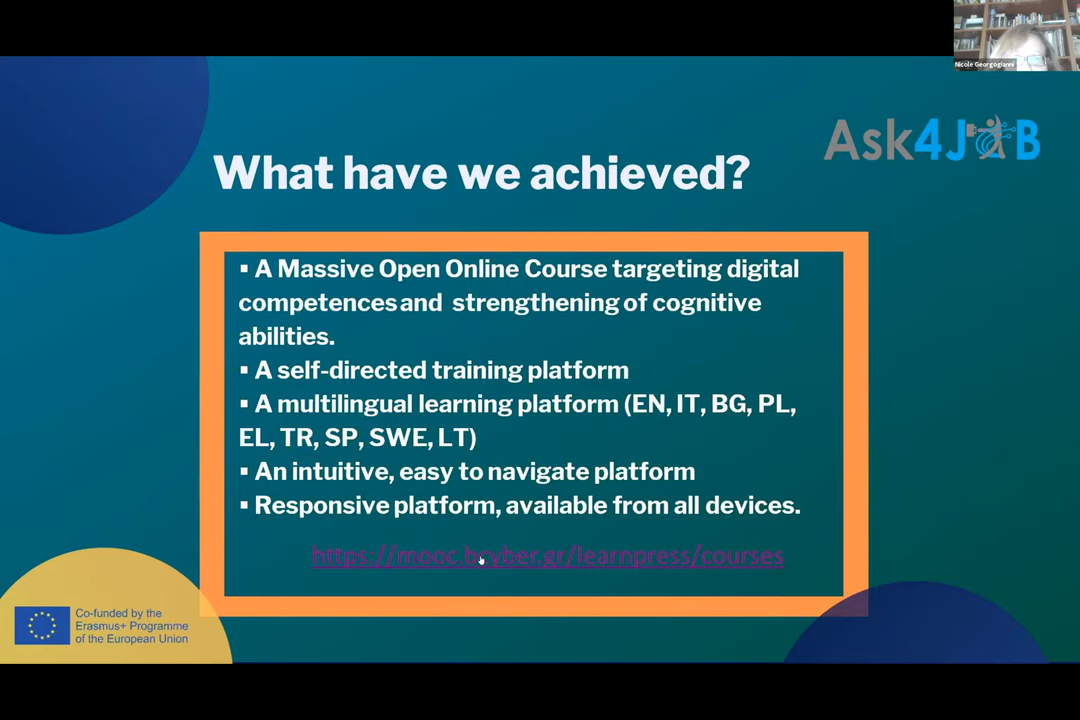 Nicole Georgogianni
Ask4JOB
What have we achieved?
▪ A Massive Open Online Course targeting digital
competences and strengthening of cognitive
abilities.
▪ A self-directed training platform
▪ A multilingual learning platform (EN, IT, BG, PL,
EL, TR, SP, SWE, LT)
▪ An intuitive, easy to navigate platform
▪ Responsive platform, available from all devices.
https://mooc.bcyber.gr/learnpress/courses
Co-funded by the
Erasmus+ Programme
of the European Union